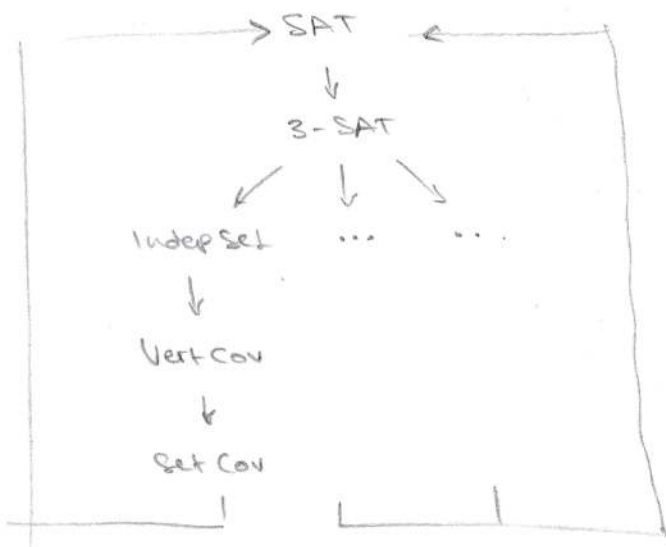 SAT
3-SAT
Indep Set ... ...
Vert Cov
Set Cov